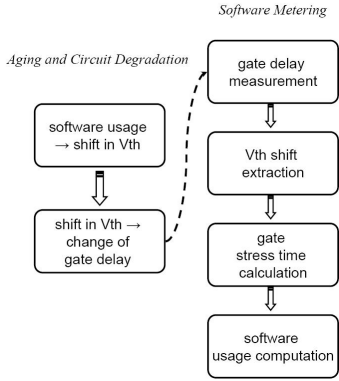 Software Metering
Aging and Circuit Degradation
software usage
→ shift in Vth
shift in Vth →
change of
gate delay
gate delay
measurement
Vth shift
extraction
gate
stress time
calculation
software
usage computation